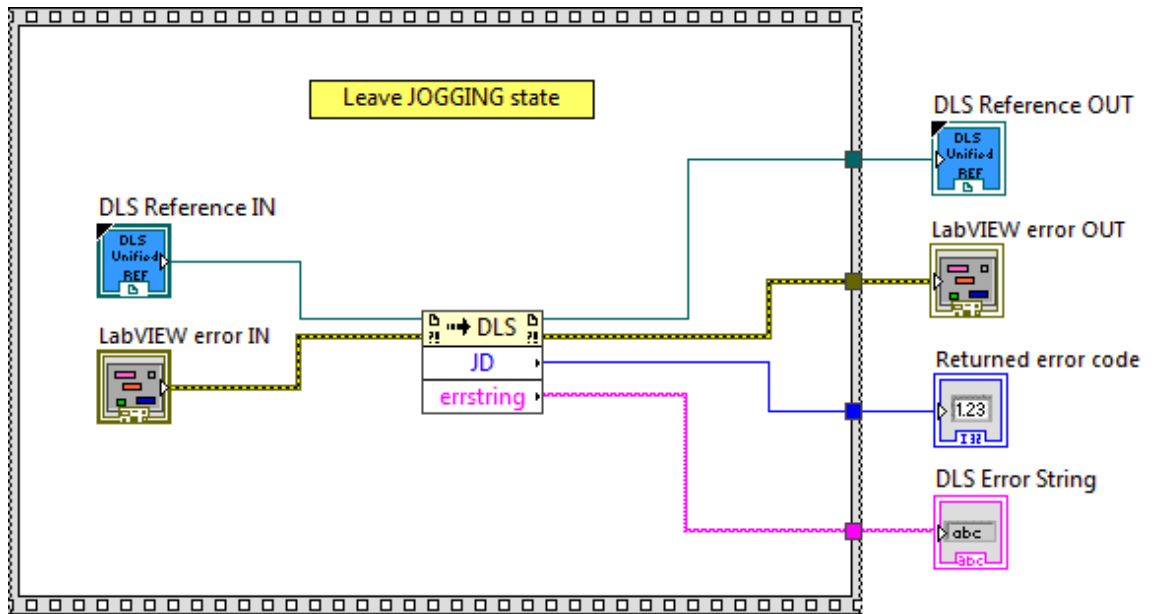 Leave JOGGING state
DLS Reference OUT
DLS
Unified
REF
DLS Reference IN
DLS
Unified
REF
LabVIEW error OUT
LabVIEW error IN
?!
DLS
?!
JD
errstring
Returned error code
1.23
I32
DLS Error String
abc
abc